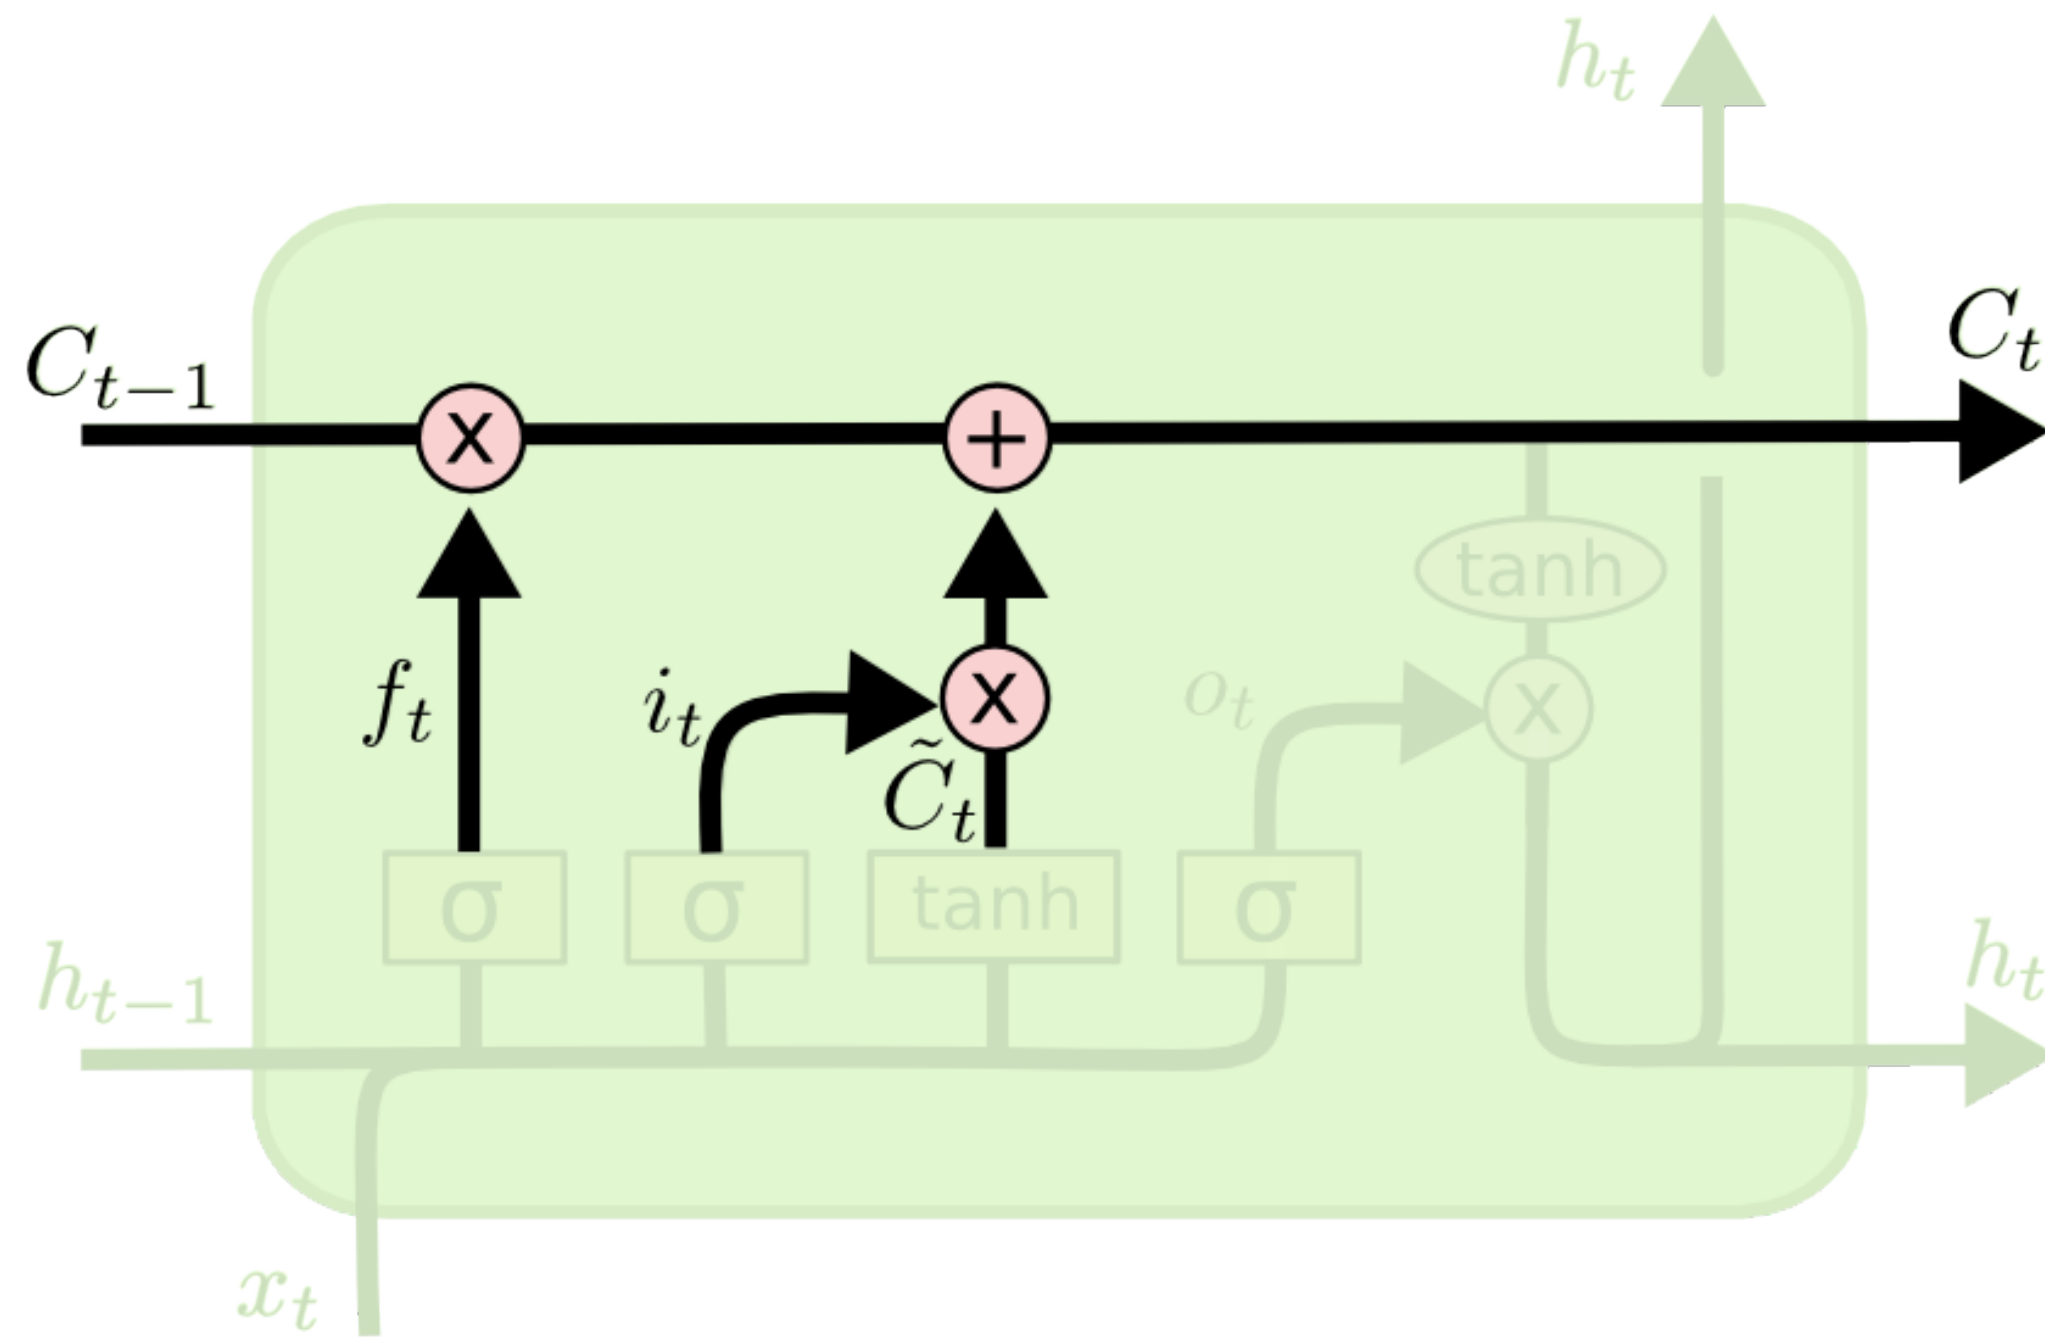 h_t
C_{t-1}
C_t
x
+
tanh
f_t
i_t
x
o_t
x
C̃_t
σ
σ
tanh
σ
h_{t-1}
h_t
x_t